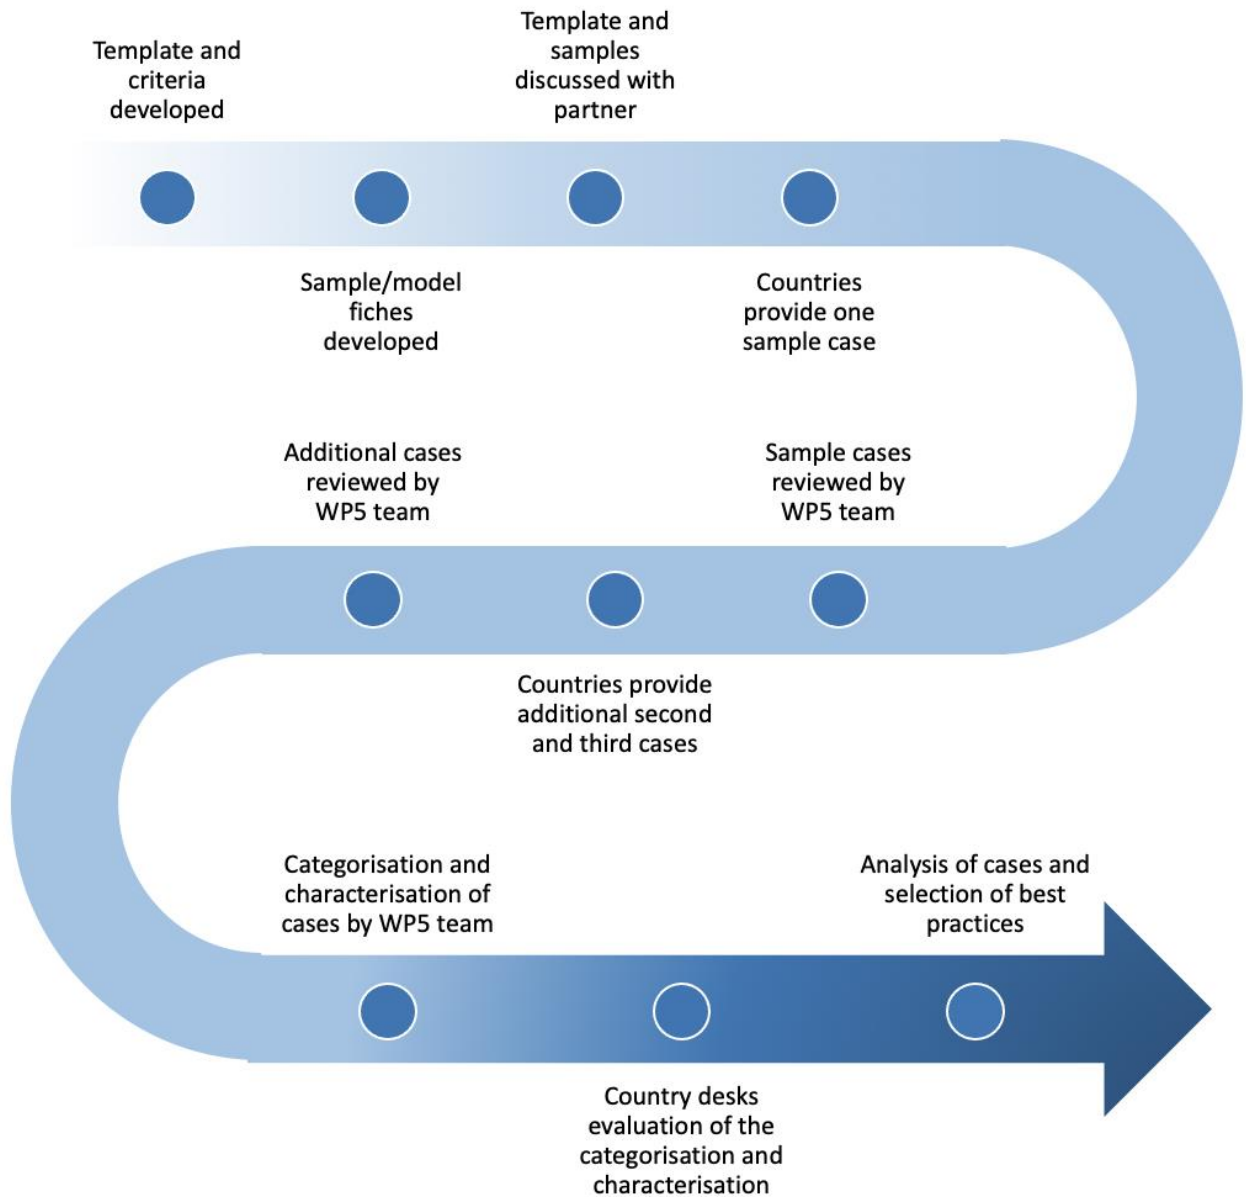 Template and
criteria
developed
Sample/model
fiches
developed
Template and
samples
discussed with
partner
Countries
provide one
sample case
Sample cases
reviewed by
WP5 team
Countries provide
additional second
and third cases
Additional cases
reviewed by
WP5 team
Categorisation and
characterisation of
cases by WP5 team
Country desks
evaluation of the
categorisation and
characterisation
Analysis of cases and
selection of best
practices